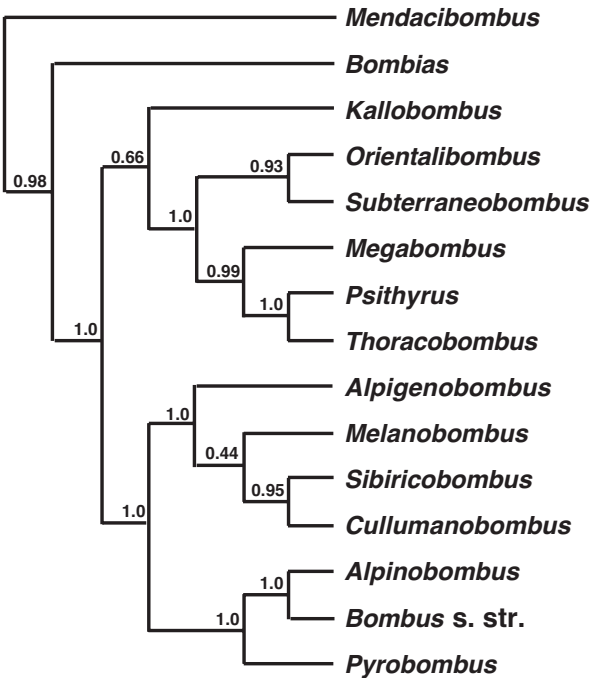 Mendacibombus
Bombias
Kallobombus
0.66
Orientalibombus
0.93
0.98
Subterraneobombus
1.0
Megabombus
0.99
Psithyrus
1.0
Thoracobombus
1.0
Alpigenobombus
1.0
Melanobombus
0.44
Sibiricobombus
0.95
Cullumanobombus
1.0
Alpinobombus
1.0
Bombus s. str.
1.0
Pyrobombus